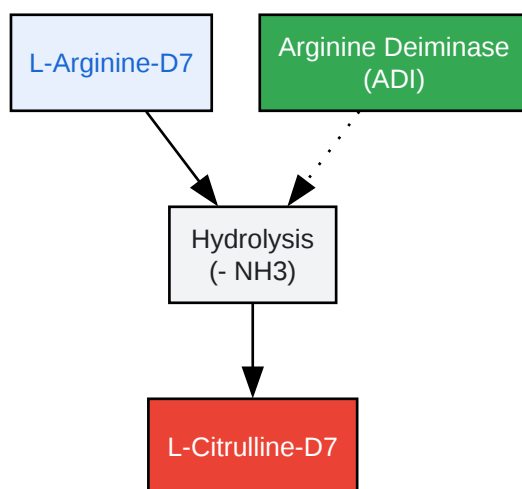 L-Arginine-D7
Arginine Deiminase
(ADI)
Hydrolysis
(- NH3)
L-Citrulline-D7